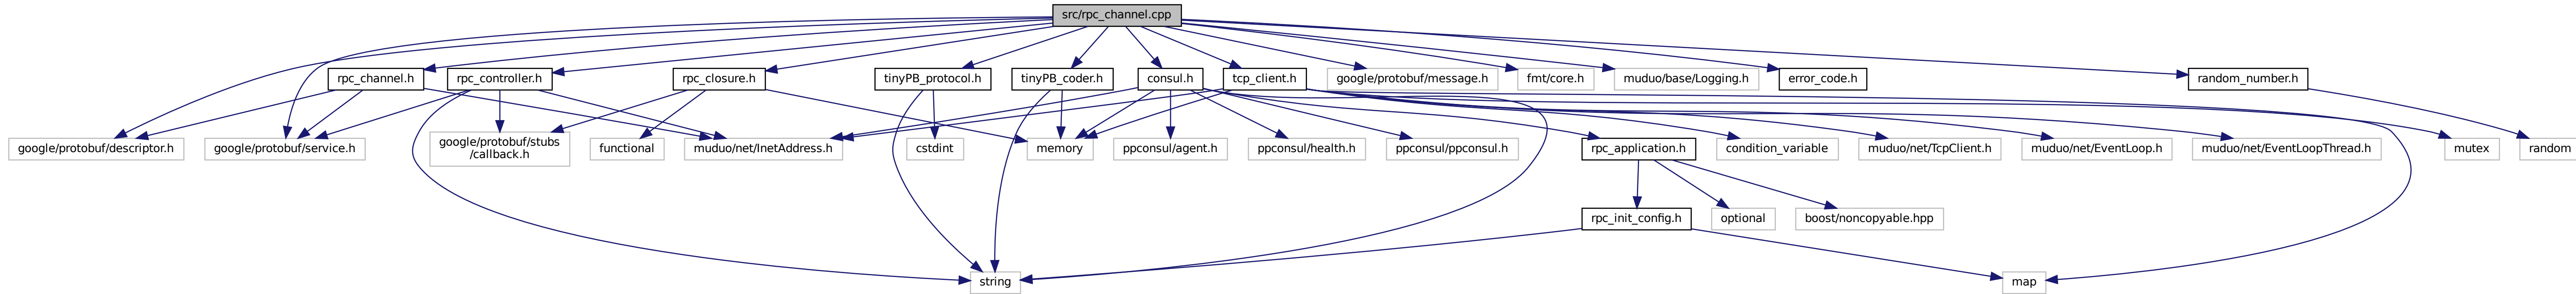 src/rpc_channel.cpp
rpc_channel.h
rpc_controller.h
rpc_closure.h
tinyPB_protocol.h
tinyPB_coder.h
consul.h
tcp_client.h
google/protobuf/message.h
fmt/core.h
muduo/base/Logging.h
error_code.h
random_number.h
google/protobuf/descriptor.h
google/protobuf/service.h
google/protobuf/stubs
/callback.h
functional
muduo/net/InetAddress.h
cstdint
memory
ppconsul/agent.h
ppconsul/health.h
ppconsul/ppconsul.h
rpc_application.h
condition_variable
muduo/net/TcpClient.h
muduo/net/EventLoop.h
muduo/net/EventLoopThread.h
mutex
random
rpc_init_config.h
optional
boost/noncopyable.hpp
string
map